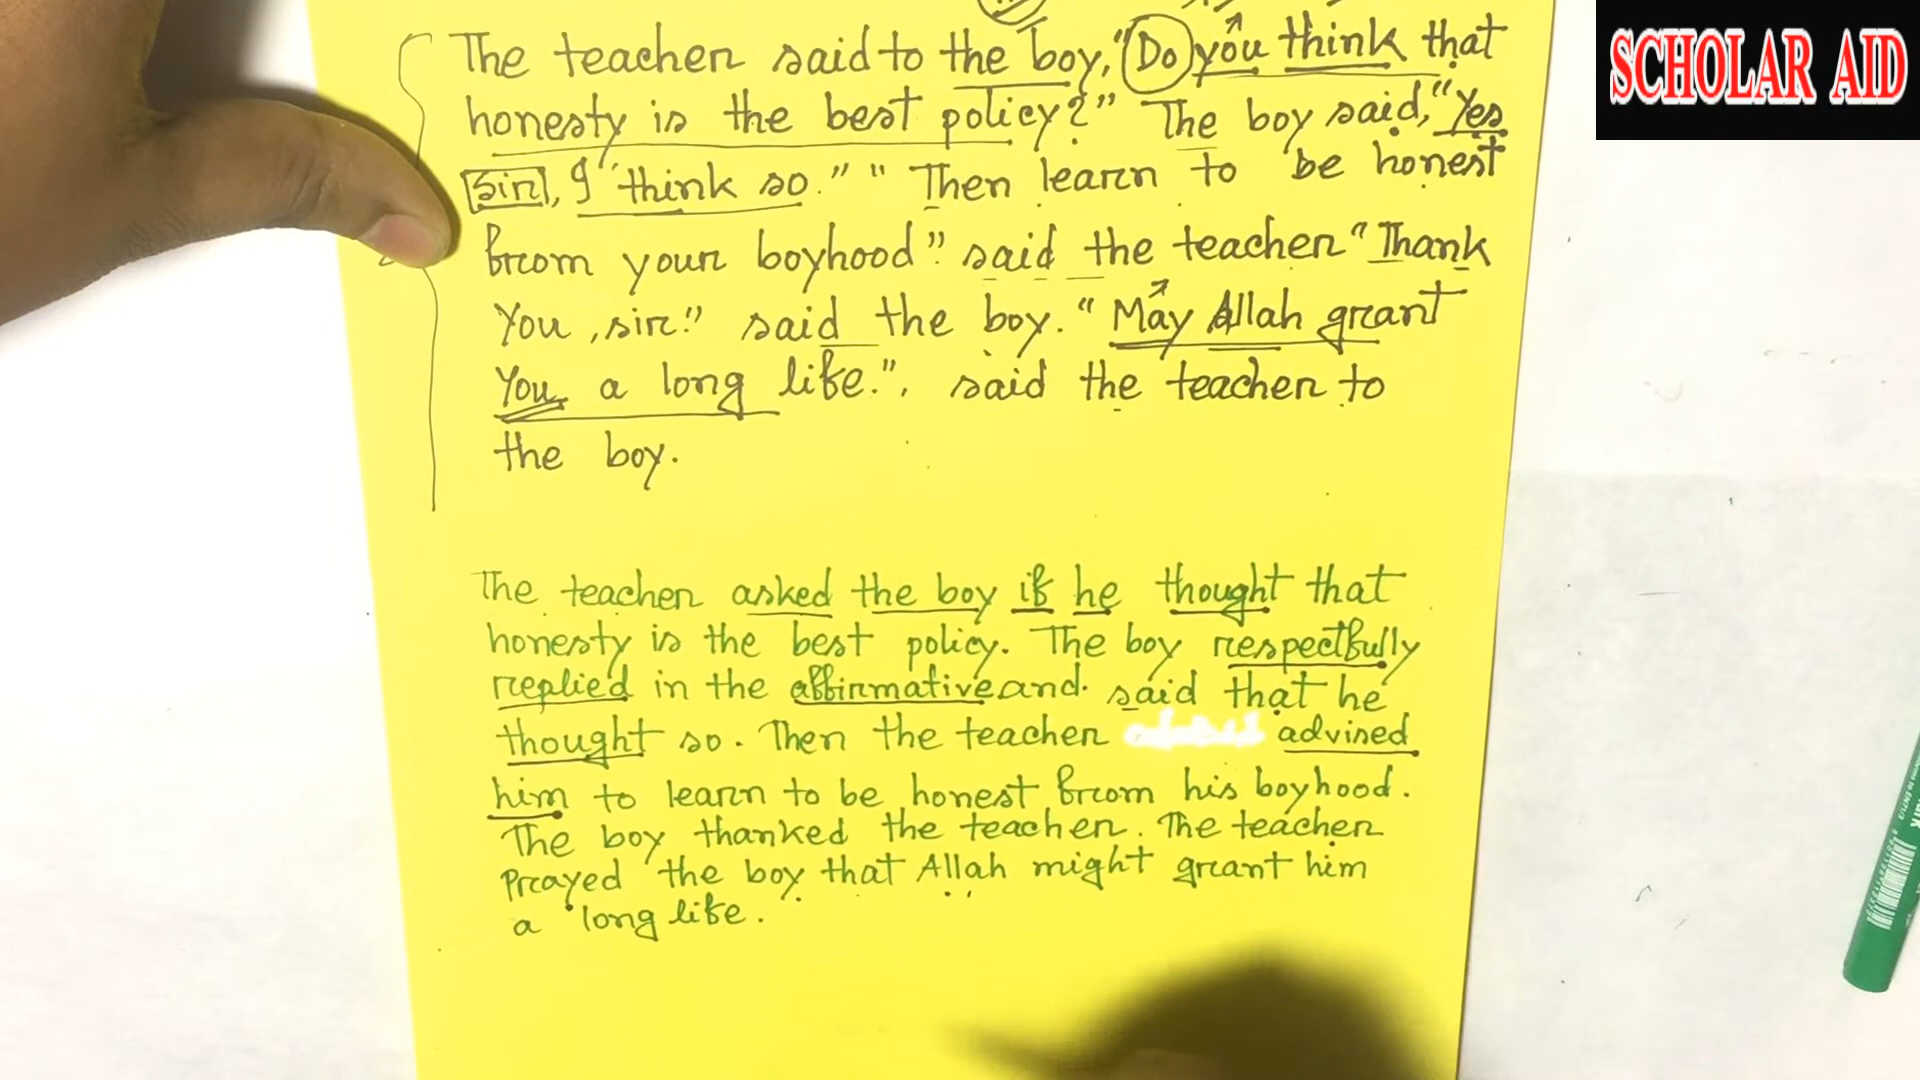 SCHOLAR AID
The teacher said to the boy, "Do you think that
honesty is the best policy?" The boy said, "Yes
sir, I think so." "Then learn to be honest
from your boyhood" said the teacher "Thank
You, sir." said the boy. "May Allah grant
You a long life.", said the teacher to
the boy.
The teacher asked the boy if he thought that
honesty is the best policy. The boy respectfully
replied in the affirmative and said that he
thought so. Then the teacher advised
him to learn to be honest from his boyhood.
The boy thanked the teacher. The teacher
Prayed the boy that Allah might grant him
a long life.